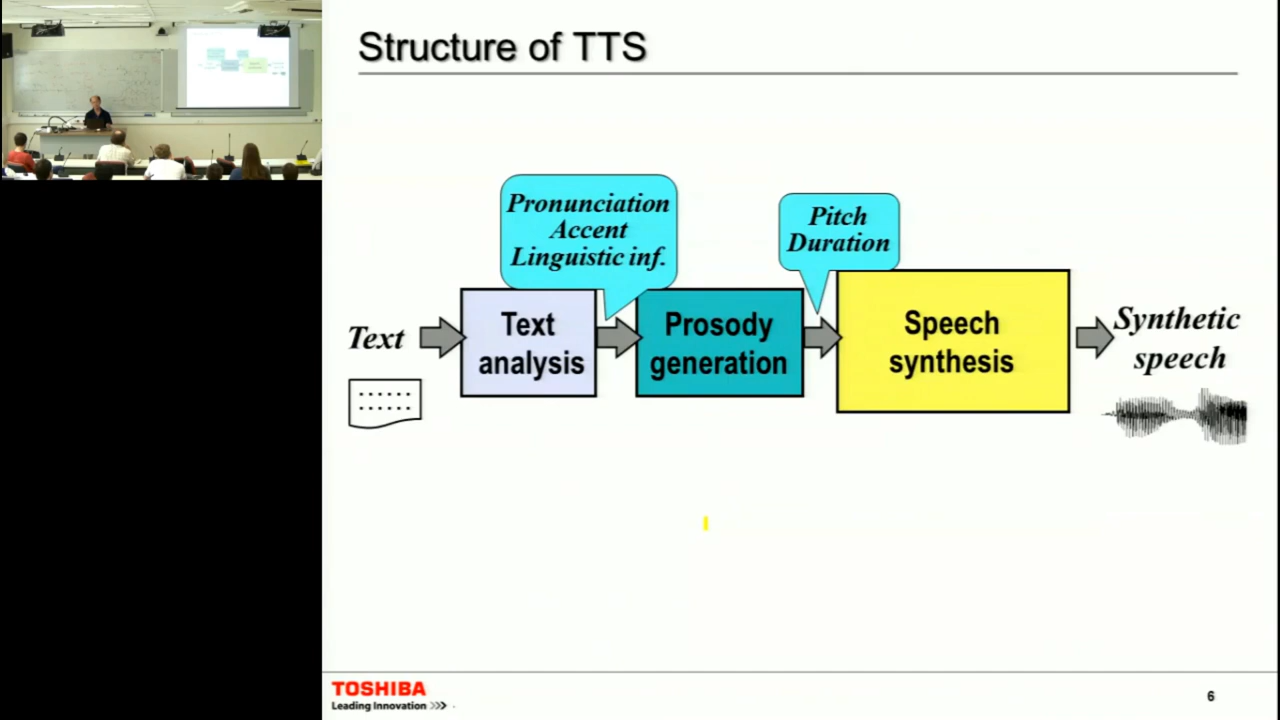 Structure of TTS
Pronunciation
Accent
Linguistic inf.
Pitch
Duration
Text
Text
analysis
Prosody
generation
Speech
synthesis
Synthetic
speech
TOSHIBA
Leading Innovation
6